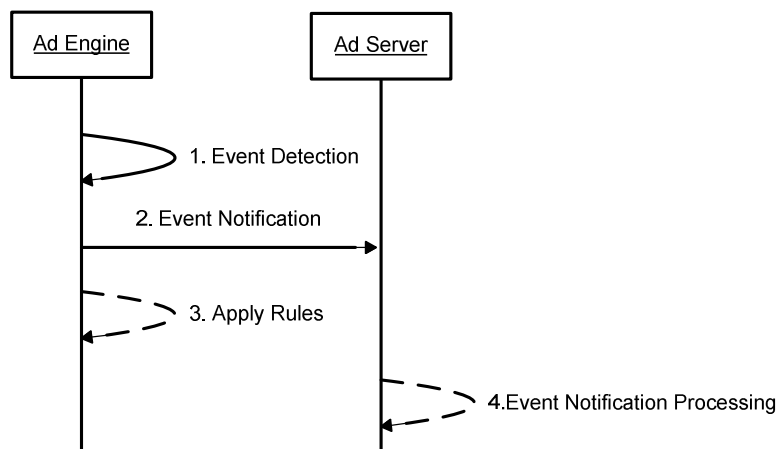 Ad Engine
Ad Server
1. Event Detection
2. Event Notification
3. Apply Rules
4.Event Notification Processing